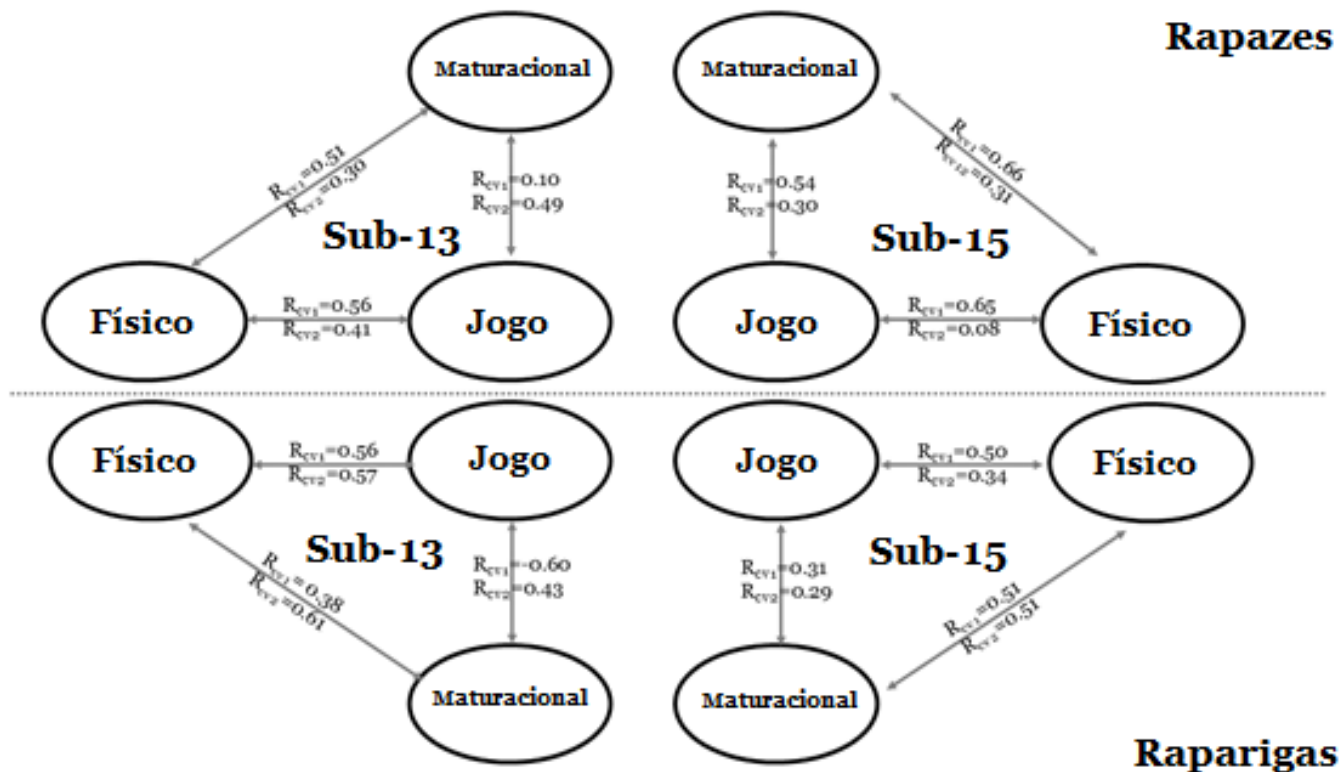 Rapazes
Maturacional
Maturacional
Rcv1=0.51
Rcv2=0.30
Rcv1=0.10
Rcv2=0.49
Rcv1=0.54
Rcv2=0.30
Rcv1=0.66
Rcv12=0.31
Sub-13
Sub-15
Físico
Rcv1=0.56
Rcv2=0.41
Jogo
Jogo
Rcv1=0.65
Rcv2=0.08
Físico
Físico
Rcv1=0.56
Rcv2=0.57
Jogo
Jogo
Rcv1=0.50
Rcv2=0.34
Físico
Sub-13
Sub-15
Rcv1=0.38
Rcv2=0.61
Rcv1=-0.60
Rcv2=0.43
Rcv1=0.31
Rcv2=0.29
Rcv1=0.51
Rcv2=0.51
Maturacional
Maturacional
Raparigas